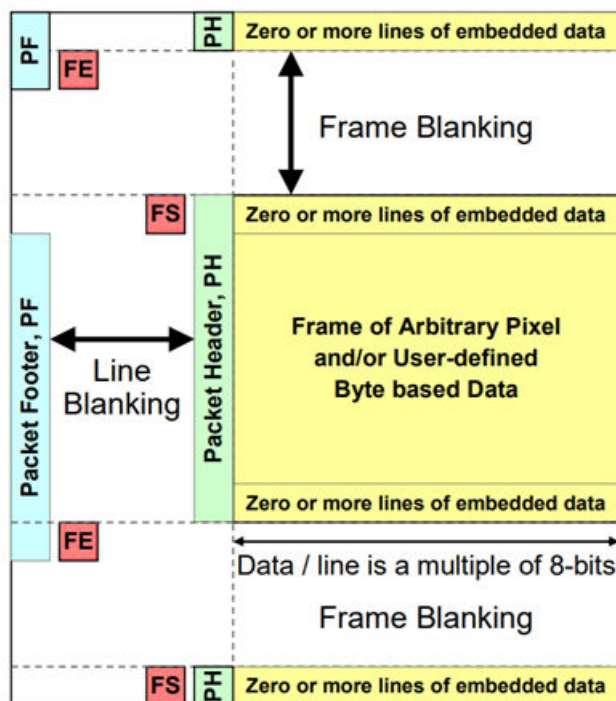 PF
PH
Zero or more lines of embedded data
FE
Frame Blanking
FS
Zero or more lines of embedded data
Packet Footer, PF
Line
Blanking
Packet Header, PH
Frame of Arbitrary Pixel
and/or User-defined
Byte based Data
Zero or more lines of embedded data
FE
Data / line is a multiple of 8-bits
Frame Blanking
FS
PH
Zero or more lines of embedded data